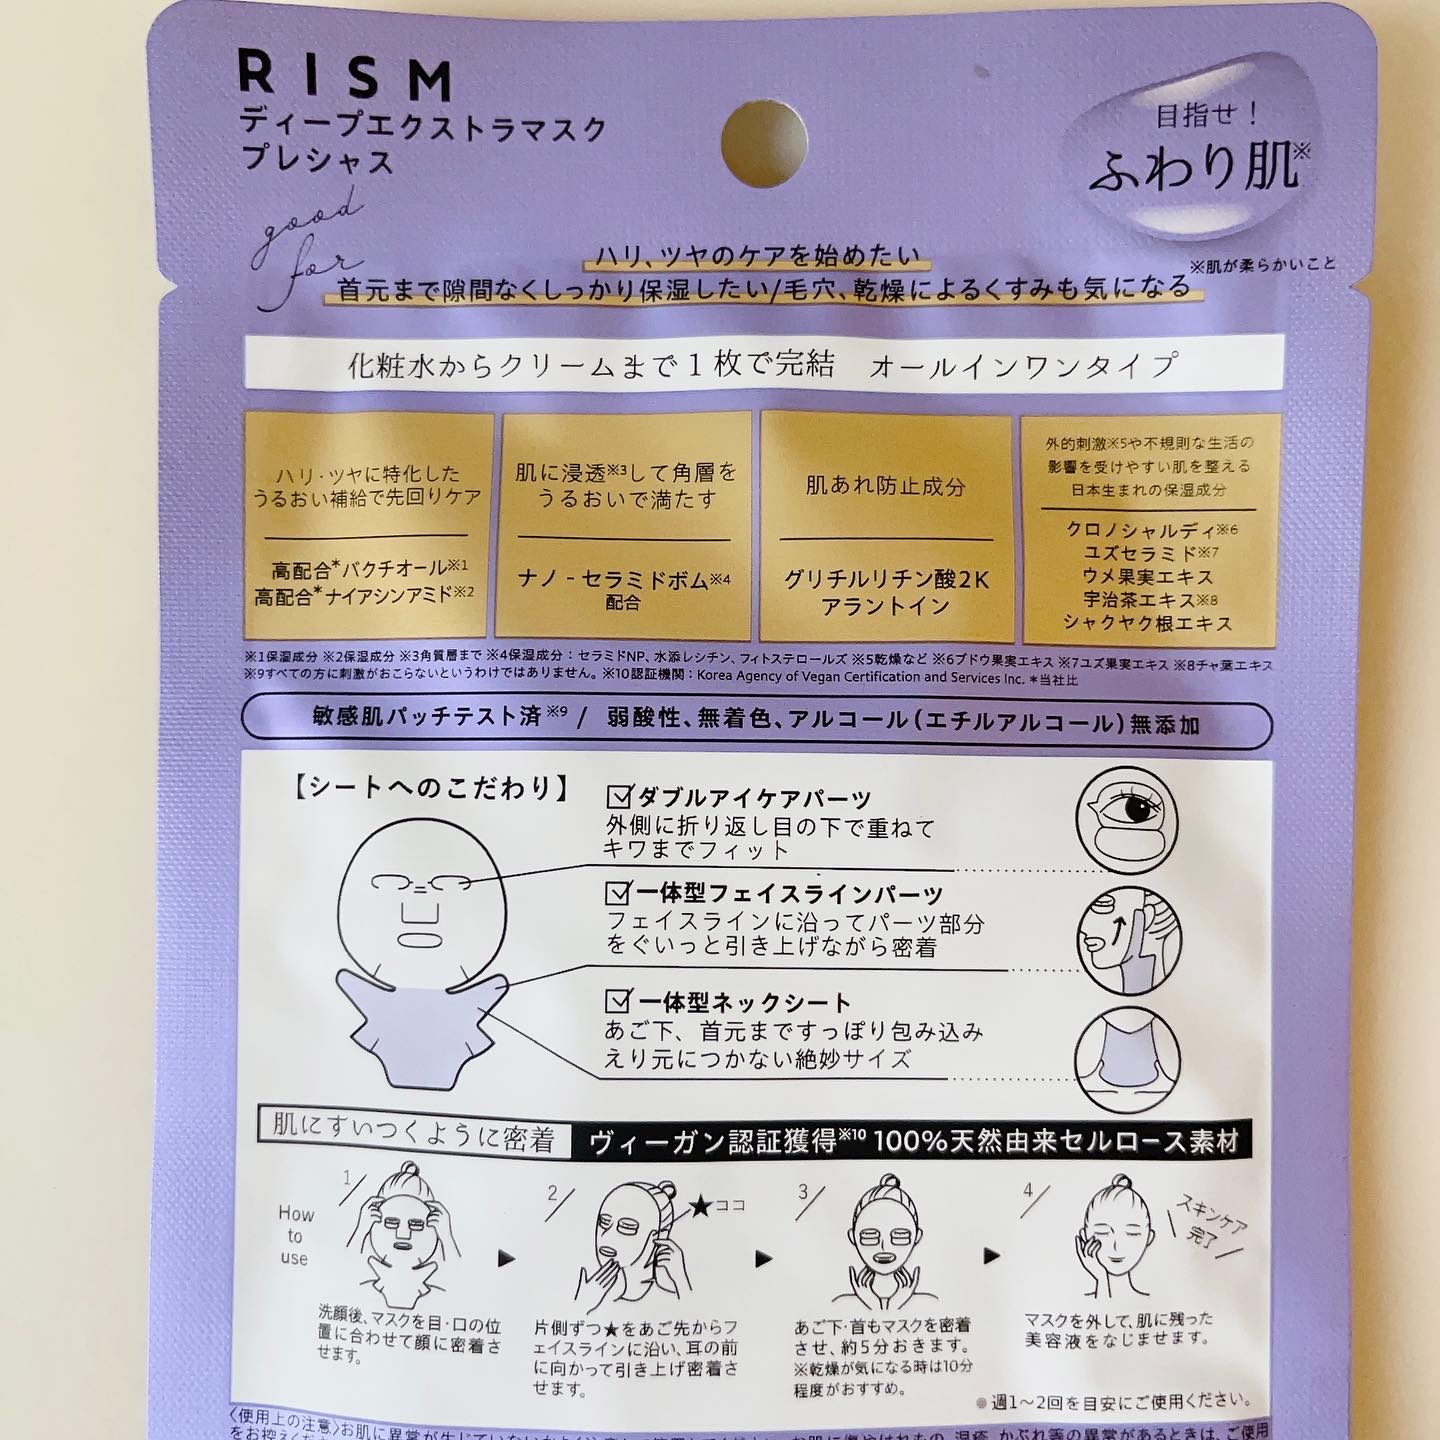 RISM
ディープエクストラマスク
プレシャス
目指せ！
ふわり肌※
※肌が柔らかいこと
good
for
ハリ、ツヤのケアを始めたい
首元まで隙間なくしっかり保湿したい/毛穴、乾燥によるくすみも気になる
化粧水からクリームまで1枚で完結　オールインワンタイプ
ハリ・ツヤに特化した
うるおい補給で先回りケア
高配合*バクチオール※1
高配合*ナイアシンアミド※2
肌に浸透※3して角層を
うるおいで満たす
ナノ-セラミドボム※4
配合
肌あれ防止成分
グリチルリチン酸2K
アラントイン
外的刺激※5や不規則な生活の
影響を受けやすい肌を整える
日本生まれの保湿成分
クロノシャルディ※6
ユズセラミド※7
ウメ果実エキス
宇治茶エキス※8
シャクヤク根エキス
※1保湿成分 ※2保湿成分 ※3角質層まで ※4保湿成分：セラミドNP、水添レシチン、フィトステロールズ ※5乾燥など ※6ブドウ果実エキス ※7ユズ果実エキス ※8チャ葉エキス
※9すべての方に刺激がおこらないというわけではありません。※10認証機関：Korea Agency of Vegan Certification and Services Inc. *当社比
敏感肌パッチテスト済※9 / 弱酸性、無着色、アルコール(エチルアルコール)無添加
【シートへのこだわり】
ダブルアイケアパーツ
外側に折り返し目の下で重ねて
キワまでフィット
一体型フェイスラインパーツ
フェイスラインに沿ってパーツ部分
をぐいっと引き上げながら密着
一体型ネックシート
あご下、首元まですっぽり包み込み
えり元につかない絶妙サイズ
肌にすいつくように密着 ヴィーガン認証獲得※10 100%天然由来セルロース素材
How
to
use
1/
洗顔後、マスクを目・口の位
置に合わせて顔に密着さ
せます。
2/
★ココ
片側ずつ★をあご先からフ
ェイスラインに沿い、耳の前
に向かって引き上げ密着さ
せます。
3/
あご下・首もマスクを密着
させ、約5分おきます。
※乾燥が気になる時は10分
程度がおすすめ。
4/
スキンケア
完了
マスクを外して、肌に残った
美容液をなじませます。
●週1～2回を目安にご使用ください。
〈使用上の注意〉お肌に異常が生じていないか